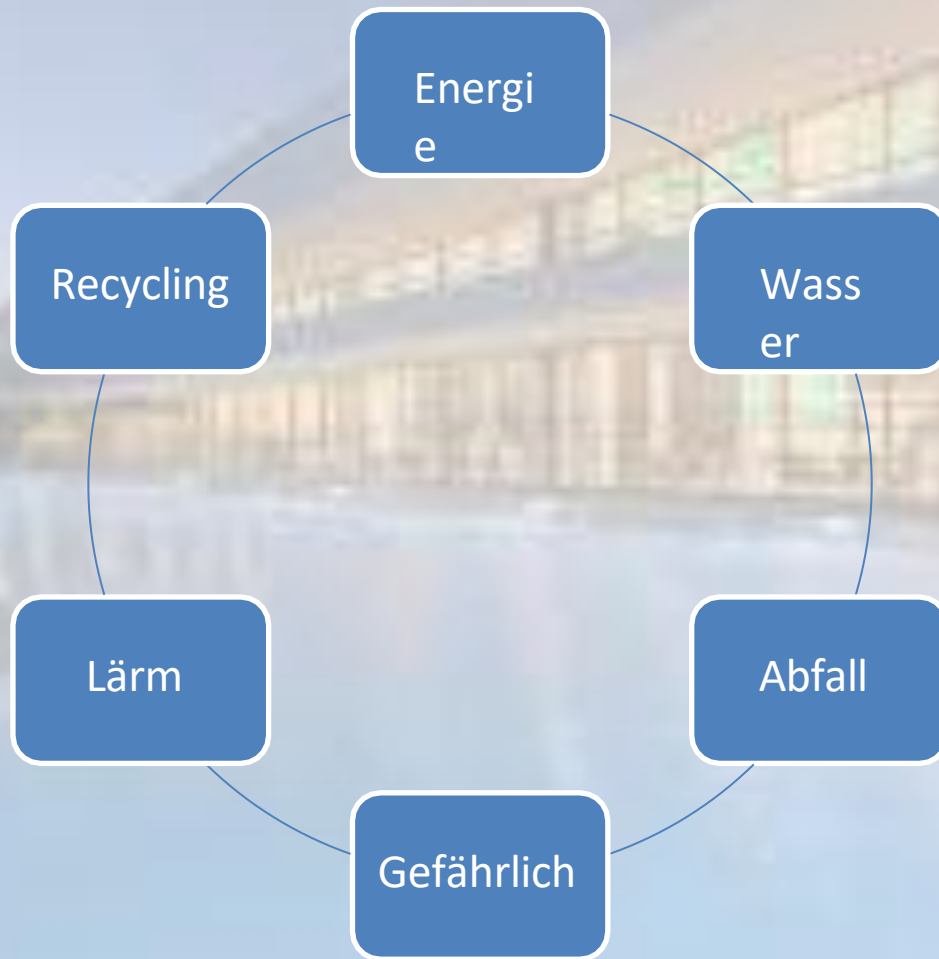 Energi
e
Recycling
Wass
er
Lärm
Abfall
Gefährlich